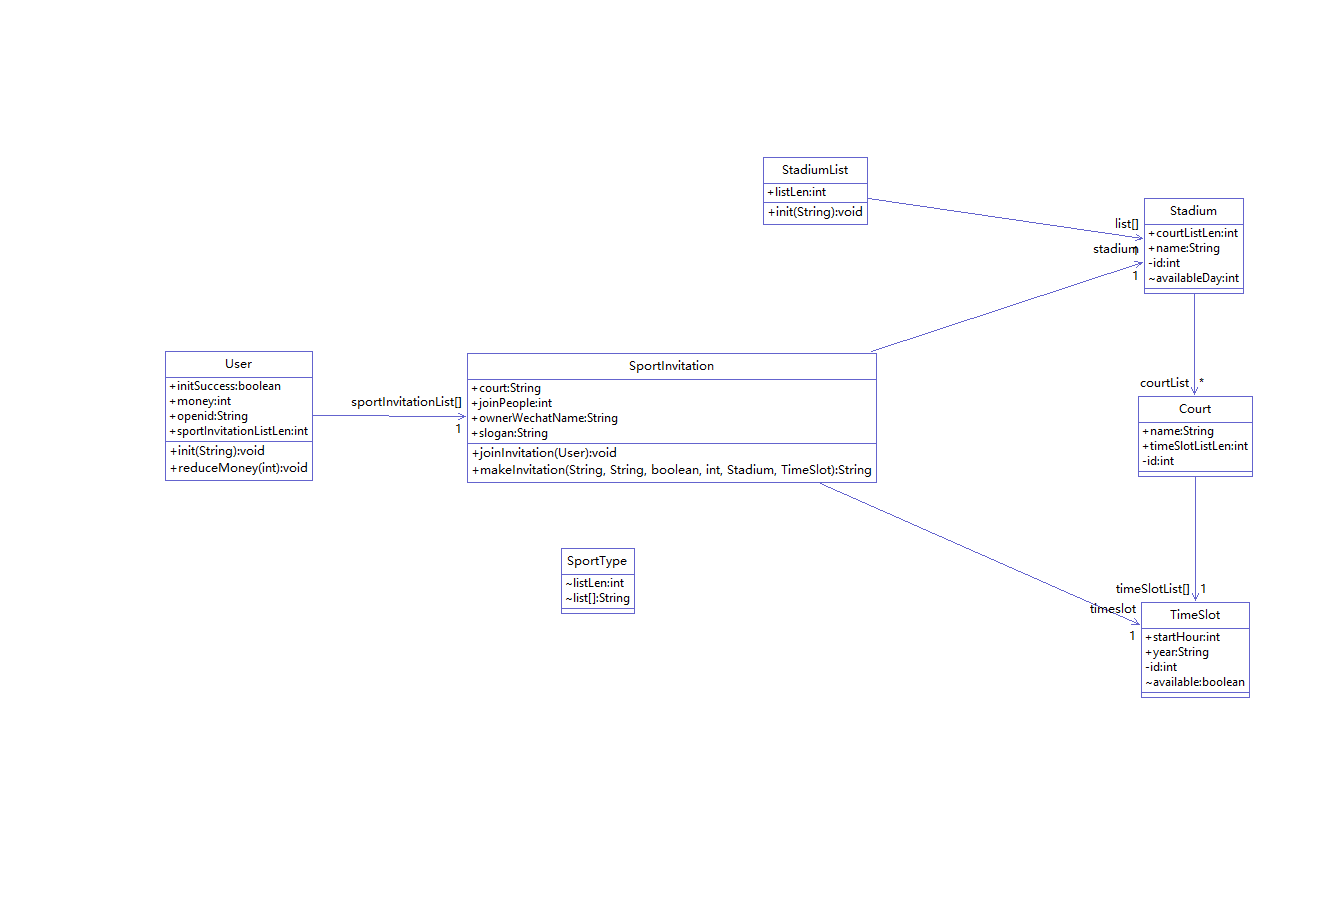 StadiumList
+listLen:int
+init(String):void
Stadium
+courtListLen:int
+name:String
-id:int
~availableDay:int
list[]
1
stadium
1
User
+initSuccess:boolean
+money:int
+openid:String
+sportInvitationListLen:int
+init(String):void
+reduceMoney(int):void
sportInvitationList[]
1
SportInvitation
+court:String
+joinPeople:int
+ownerWechatName:String
+slogan:String
+joinInvitation(User):void
+makeInvitation(String, String, boolean, int, Stadium, TimeSlot):String
courtList *
Court
+name:String
+timeSlotListLen:int
-id:int
SportType
~listLen:int
~list[]:String
timeSlotList[] 1
timeslot
1
TimeSlot
+startHour:int
+year:String
-id:int
~available:boolean